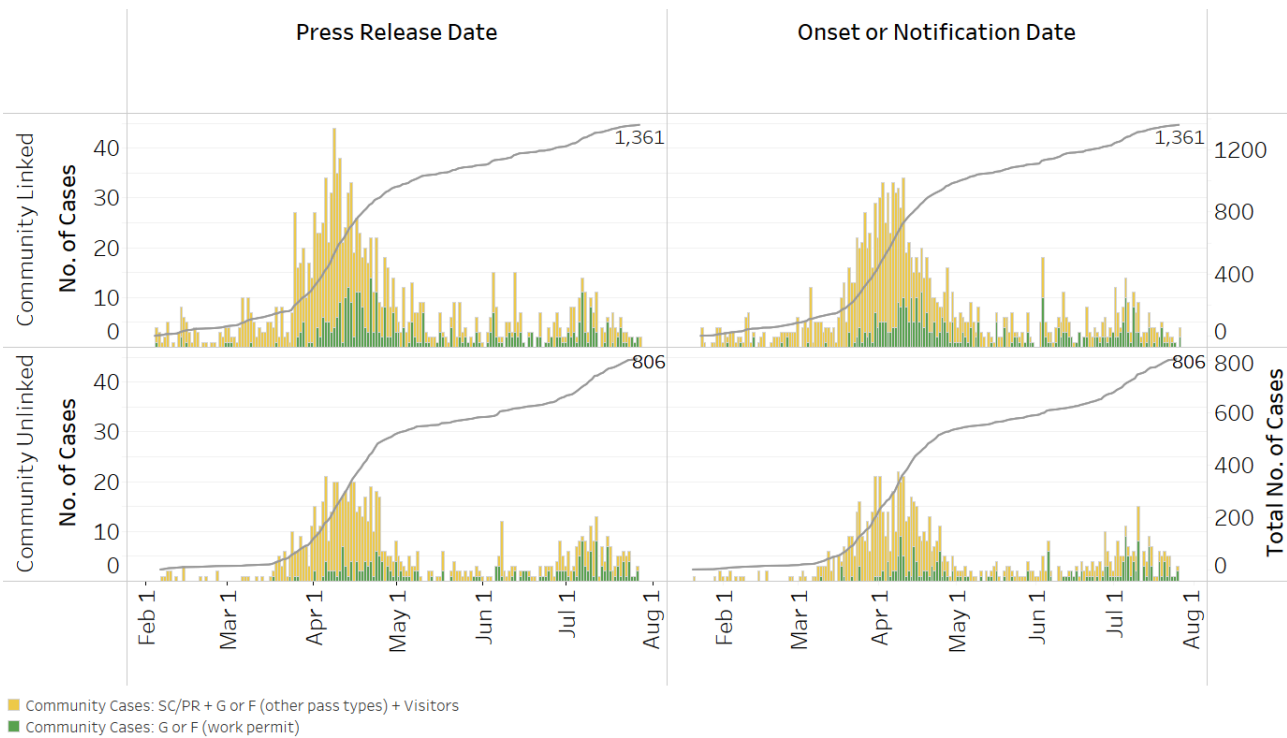 Press Release Date
Onset or Notification Date
Community Linked
No. of Cases
40
30
20
10
0
1,361
1,361
1200
800
400
0
Community Unlinked
No. of Cases
40
30
20
10
0
806
806
800
600
400
200
0
Total No. of Cases
Feb 1
Mar 1
Apr 1
May 1
Jun 1
Jul 1
Aug 1
Feb 1
Mar 1
Apr 1
May 1
Jun 1
Jul 1
Aug 1
Community Cases: SC/PR + G or F (other pass types) + Visitors
Community Cases: G or F (work permit)